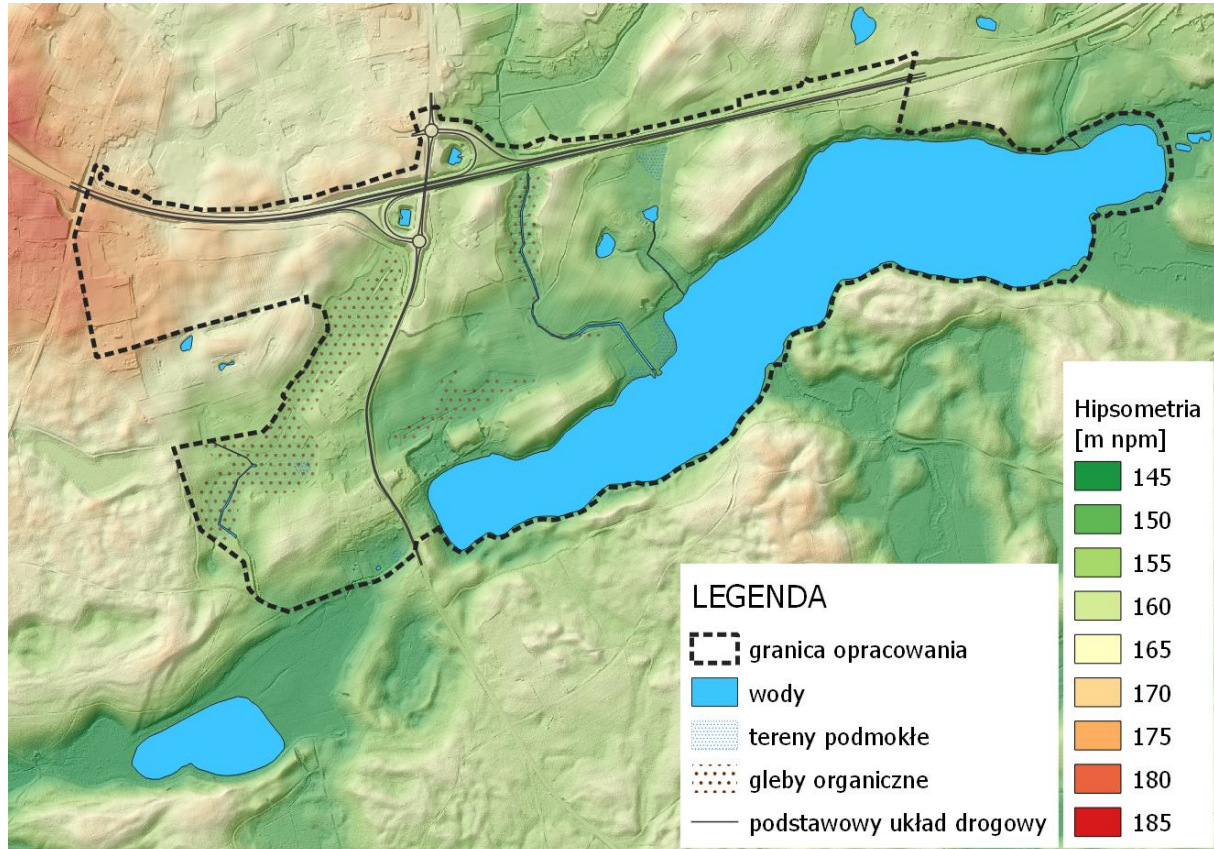 LEGENDA
granica opracowania
wody
tereny podmokłe
gleby organiczne
podstawowy układ drogowy
Hipsometria
[m npm]
145
150
155
160
165
170
175
180
185